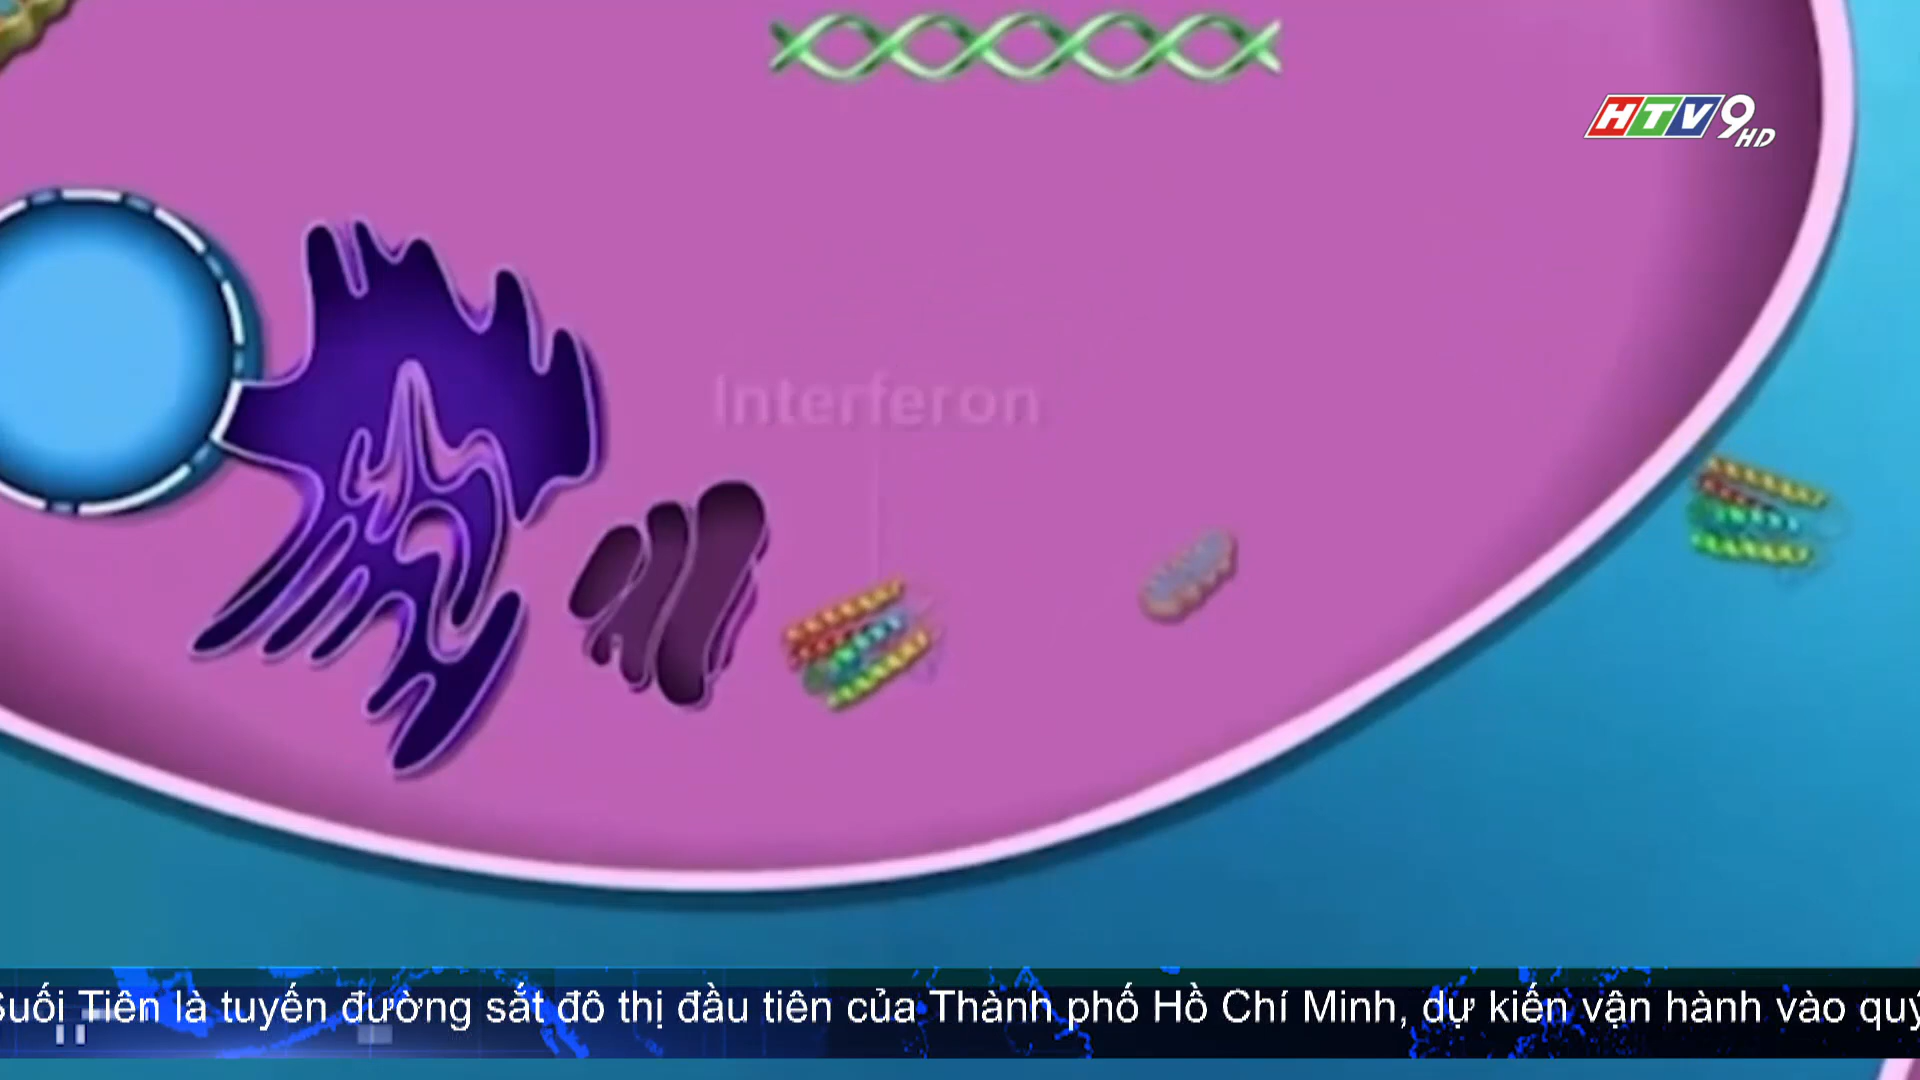 HTV9
HD
Interferon
Suối Tiên là tuyến đường sắt đô thị đầu tiên của Thành phố Hồ Chí Minh, dự kiến vận hành vào quý